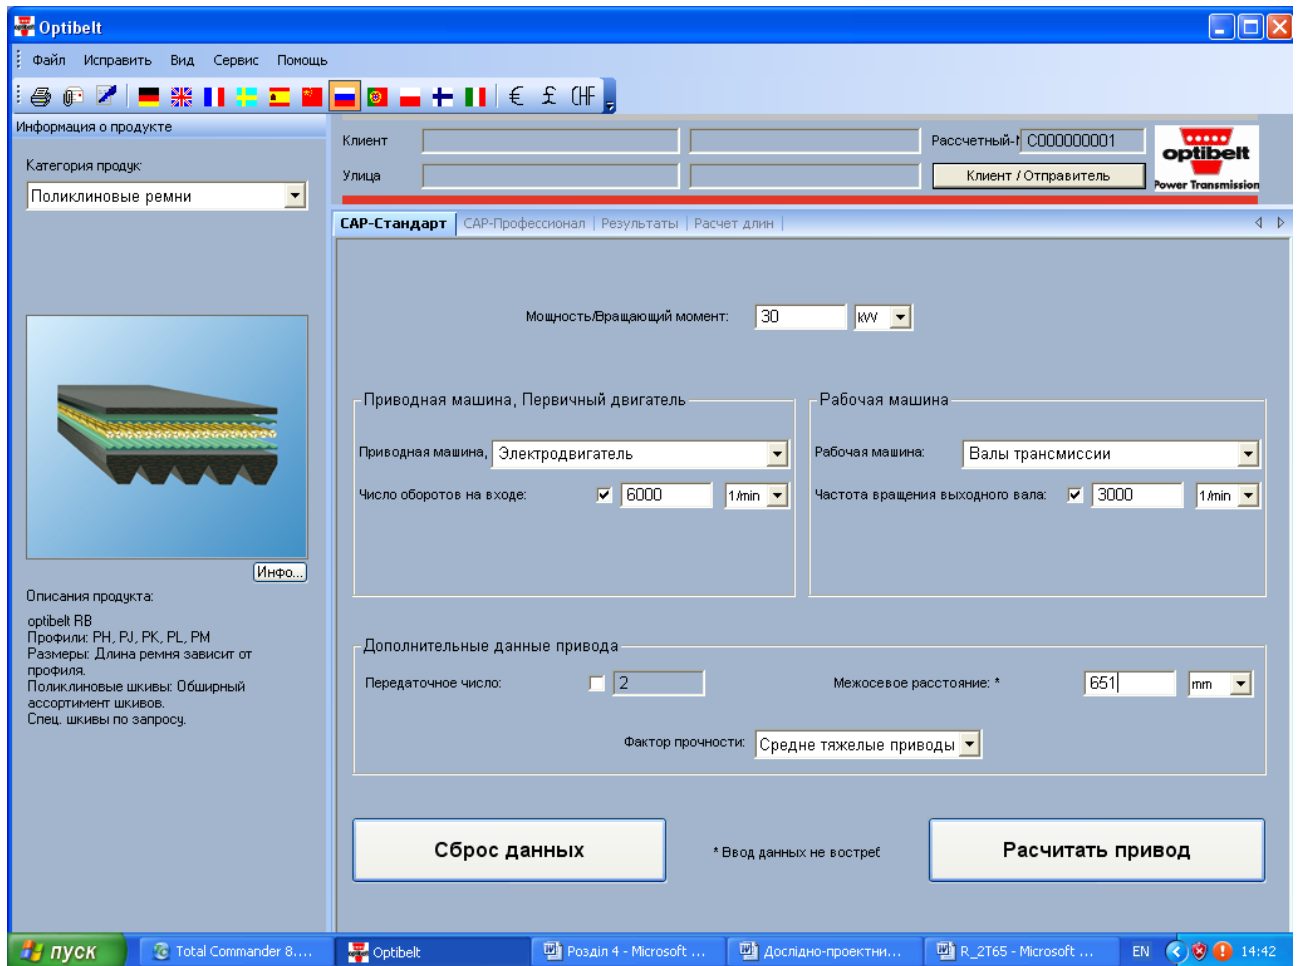 Optibelt
Файл Исправить Вид Сервис Помощь
€ £ CHF
Информация о продукте
Категория продук:
Поликлиновые ремни
Инфо...
Описания продукта:
optibelt RB
Профили: PH, PJ, PK, PL, PM
Размеры: Длина ремня зависит от
профиля.
Поликлиновые шкивы: Обширный
ассортимент шкивов.
Спец. шкивы по запросу.
Клиент
Рассчетный-
C000000001
Улица
Клиент / Отправитель
optibelt
Power Transmission
CAP-Стандарт CAP-Профессионал Результаты Расчет длин
Мощность/Вращающий момент: 30 kW
Приводная машина, Первичный двигатель
Приводная машина, Электродвигатель
Число оборотов на входе: 6000 1/min
Рабочая машина
Рабочая машина: Валы трансмиссии
Частота вращения выходного вала: 3000 1/min
Дополнительные данные привода
Передаточное число: 2
Межосевое расстояние: * 651 mm
Фактор прочности: Средне тяжелые приводы
Сброс данных
* Ввод данных не востреб
Расчитать привод
пуск
Total Commander 8....
Optibelt
Розділ 4 - Microsoft ...
Дослідно-проектни...
R_2T65 - Microsoft ...
EN
14:42